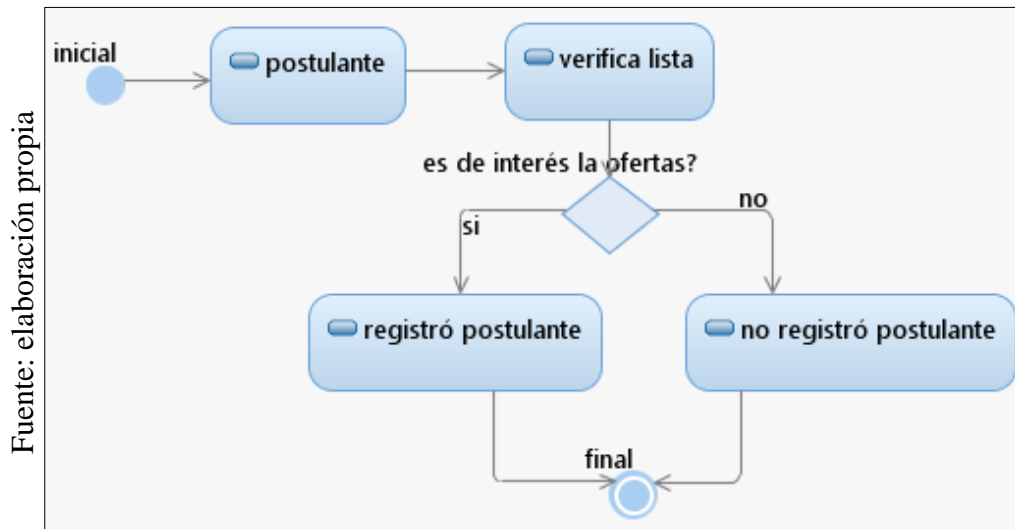 inicial
postulante
verifica lista
es de interés la ofertas?
si
no
registró postulante
no registró postulante
final
Fuente: elaboración propia